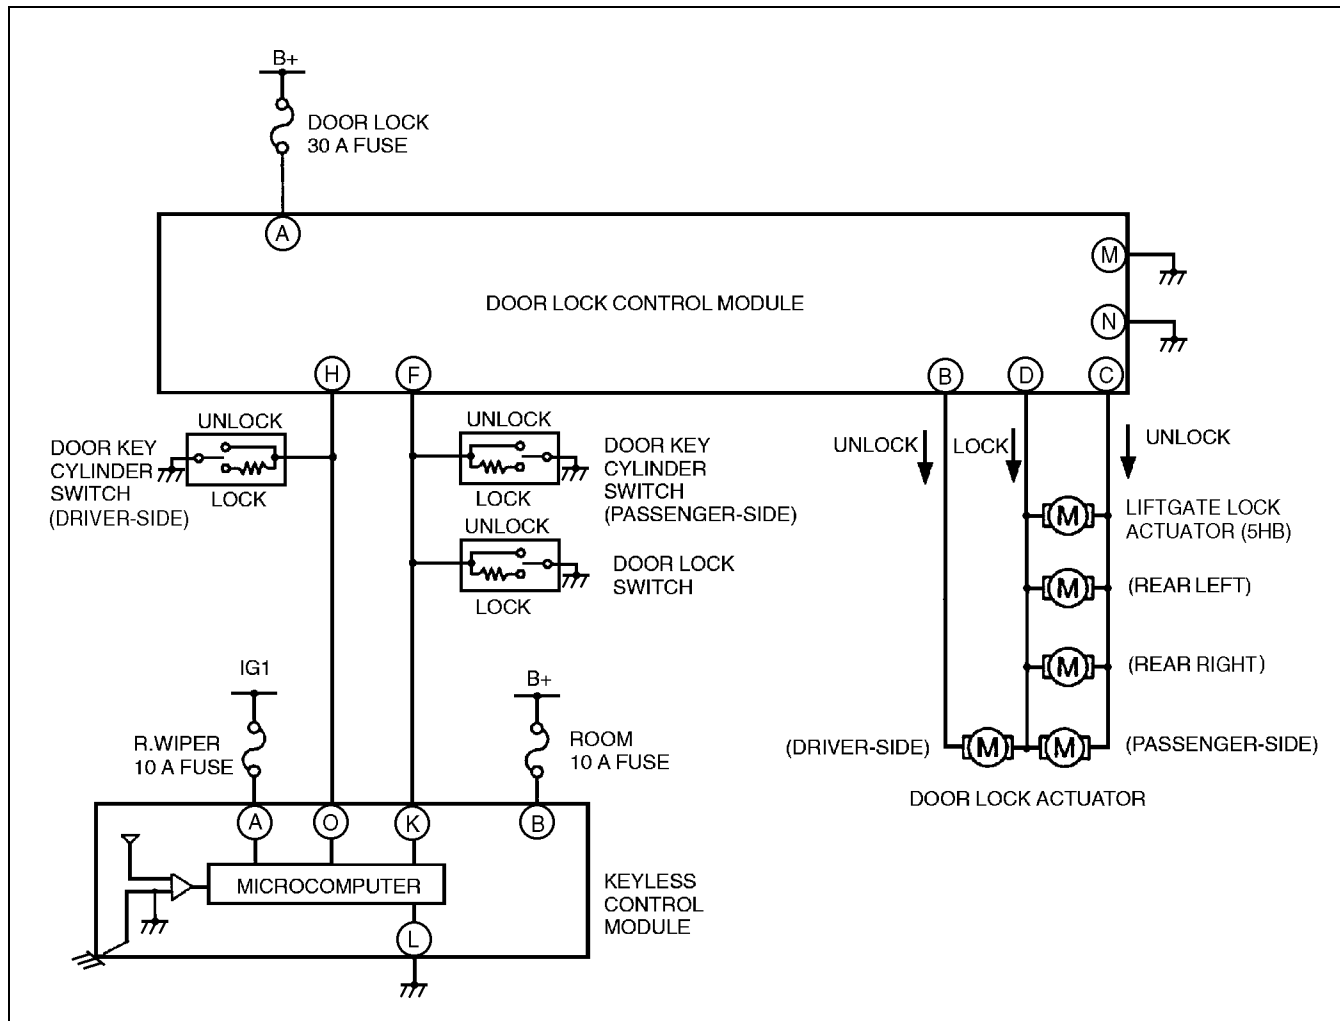 B+
DOOR LOCK
30 A FUSE
A
M
DOOR LOCK CONTROL MODULE
N
H
F
B
D
C
UNLOCK
DOOR KEY
CYLINDER
SWITCH
(DRIVER-SIDE)
LOCK
UNLOCK
DOOR KEY
CYLINDER
SWITCH
(PASSENGER-SIDE)
LOCK
UNLOCK
DOOR LOCK
SWITCH
LOCK
UNLOCK
LOCK
UNLOCK
M
LIFTGATE LOCK
ACTUATOR (5HB)
M
(REAR LEFT)
M
(REAR RIGHT)
(DRIVER-SIDE)
M
M
(PASSENGER-SIDE)
DOOR LOCK ACTUATOR
IG1
R.WIPER
10 A FUSE
B+
ROOM
10 A FUSE
A
O
K
B
MICROCOMPUTER
KEYLESS
CONTROL
MODULE
L